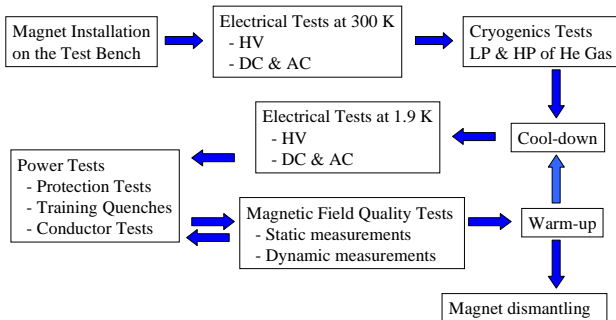 Magnet Installation
on the Test Bench
Electrical Tests at 300 K
- HV
- DC & AC
Cryogenics Tests
LP & HP of He Gas
Electrical Tests at 1.9 K
- HV
- DC & AC
Cool-down
Power Tests
- Protection Tests
- Training Quenches
- Conductor Tests
Magnetic Field Quality Tests
- Static measurements
- Dynamic measurements
Warm-up
Magnet dismantling